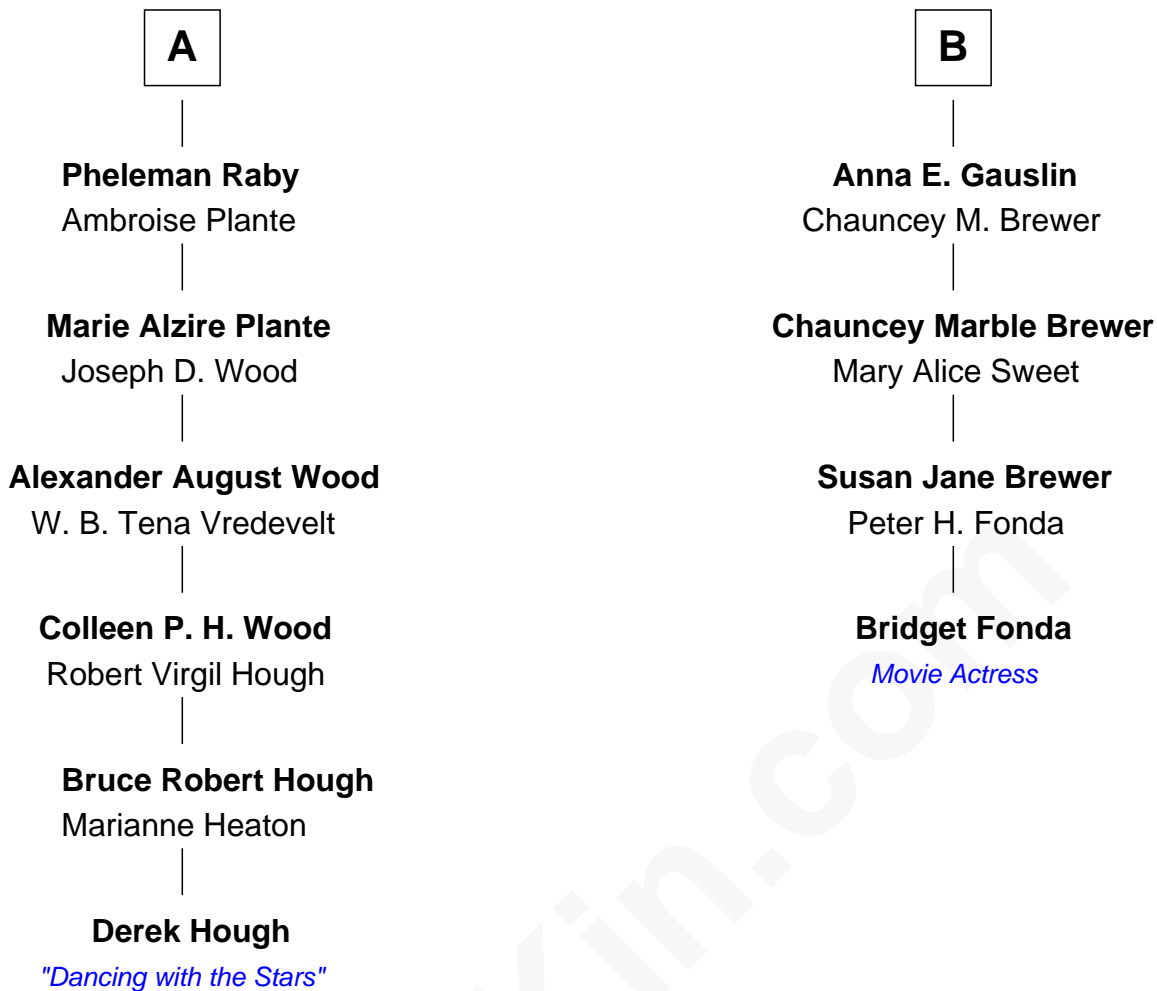 A
Pheleman Raby
Ambroise Plante
Marie Alzire Plante
Joseph D. Wood
Alexander August Wood
W. B. Tena Vredevelt
Colleen P. H. Wood
Robert Virgil Hough
Bruce Robert Hough
Marianne Heaton
Derek Hough
"Dancing with the Stars"
B
Anna E. Gauslin
Chauncey M. Brewer
Chauncey Marble Brewer
Mary Alice Sweet
Susan Jane Brewer
Peter H. Fonda
Bridget Fonda
Movie Actress